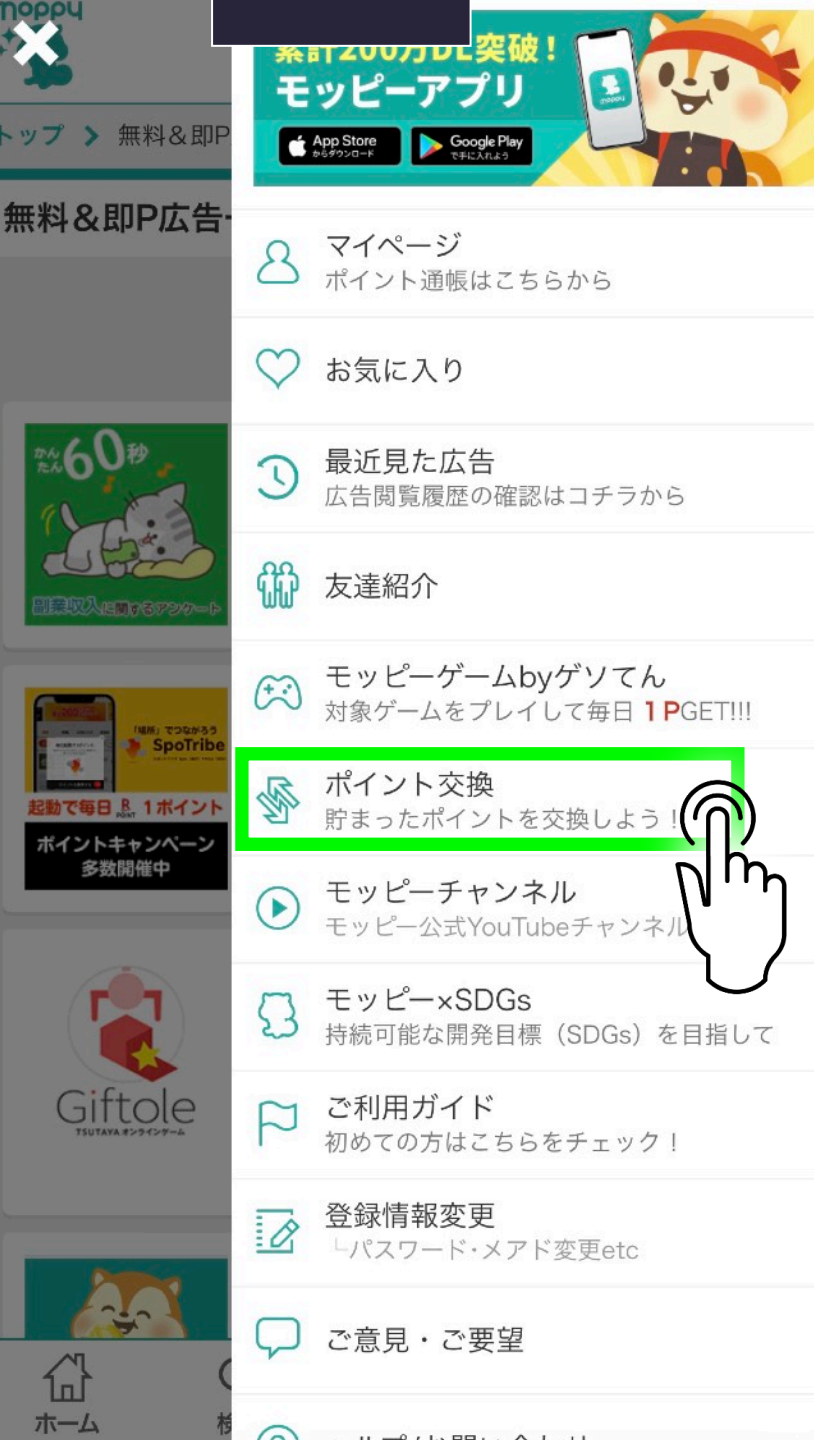 moppy
トップ
無料&即P
無料&即P広告
かんたん60秒
副業収入に関するアンケート
「場所」でつながろう
SpoTribe
起動で毎日 R POINT 1ポイント
ポイントキャンペーン
多数開催中
Giftole
TSUTAYA オンラインゲーム
ホーム
累計200万DL突破！
モッピーアプリ
moppy
App Store
からダウンロード
Google Play
で手に入れよう
マイページ
ポイント通帳はこちらから
お気に入り
最近見た広告
広告閲覧履歴の確認はコチラから
友達紹介
モッピーゲームbyゲソてん
対象ゲームをプレイして毎日 1PGET!!!
ポイント交換
貯まったポイントを交換しよう！
モッピーチャンネル
モッピー公式YouTubeチャンネル
モッピー×SDGs
持続可能な開発目標（SDGs）を目指して
ご利用ガイド
初めての方はこちらをチェック！
登録情報変更
└パスワード・メアド変更etc
ご意見・ご要望